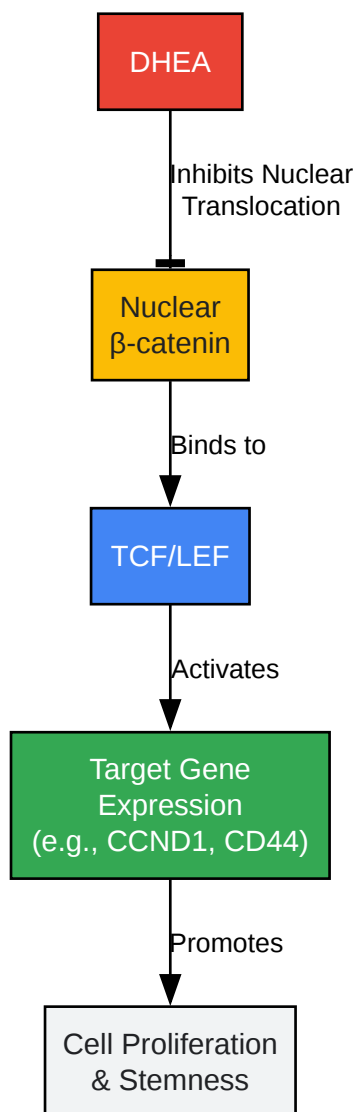 DHEA
Inhibits Nuclear
Translocation
Nuclear
β-catenin
Binds to
TCF/LEF
Activates
Target Gene
Expression
(e.g., CCND1, CD44)
Promotes
Cell Proliferation
& Stemness